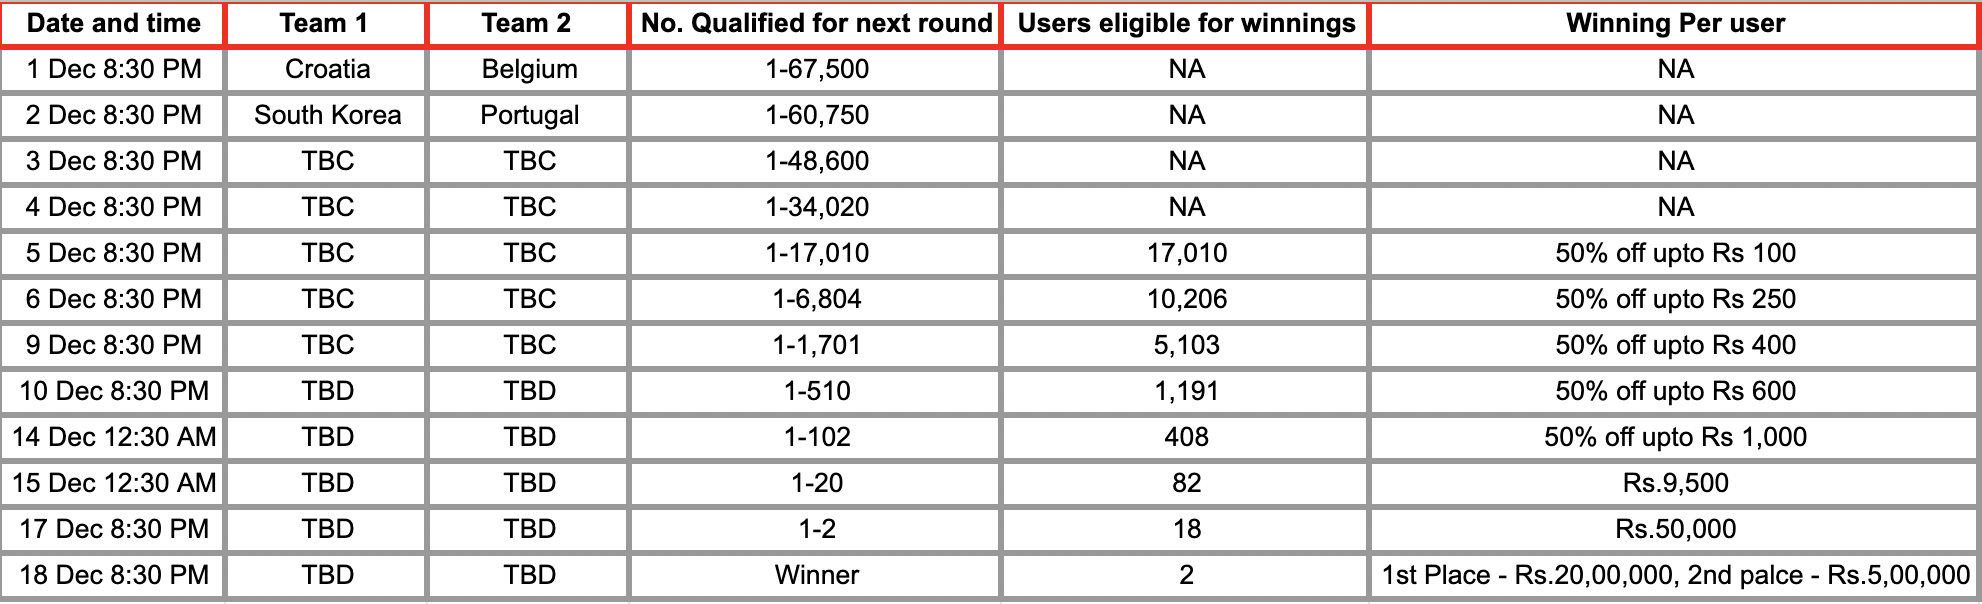 Date and time Team 1 Team 2 No. Qualified for next round Users eligible for winnings Winning Per user
1 Dec 8:30 PM Croatia Belgium 1-67,500 NA NA
2 Dec 8:30 PM South Korea Portugal 1-60,750 NA NA
3 Dec 8:30 PM TBC TBC 1-48,600 NA NA
4 Dec 8:30 PM TBC TBC 1-34,020 NA NA
5 Dec 8:30 PM TBC TBC 1-17,010 17,010 50% off upto Rs 100
6 Dec 8:30 PM TBC TBC 1-6,804 10,206 50% off upto Rs 250
9 Dec 8:30 PM TBC TBC 1-1,701 5,103 50% off upto Rs 400
10 Dec 8:30 PM TBD TBD 1-510 1,191 50% off upto Rs 600
14 Dec 12:30 AM TBD TBD 1-102 408 50% off upto Rs 1,000
15 Dec 12:30 AM TBD TBD 1-20 82 Rs.9,500
17 Dec 8:30 PM TBD TBD 1-2 18 Rs.50,000
18 Dec 8:30 PM TBD TBD Winner 2 1st Place - Rs.20,00,000, 2nd palce - Rs.5,00,000